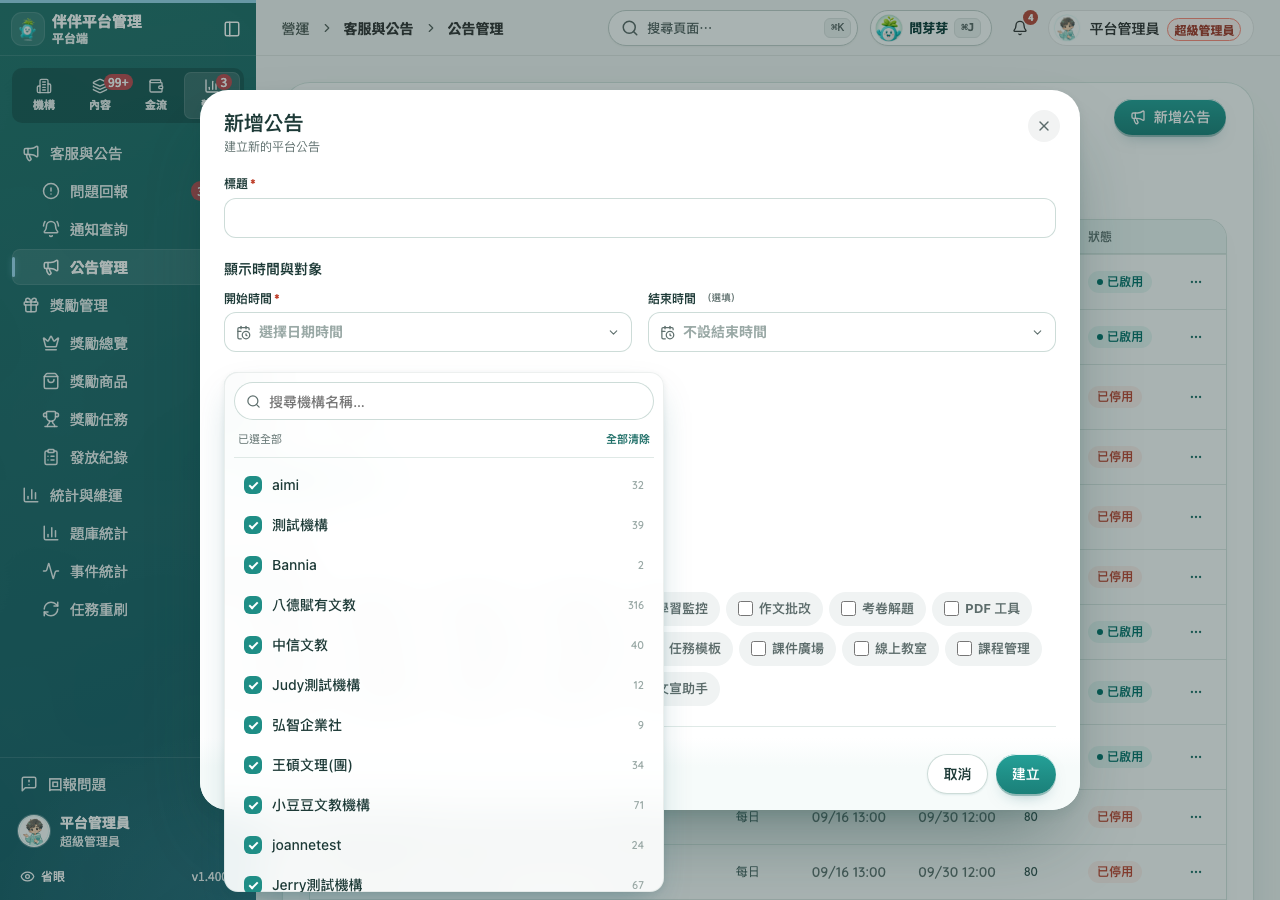 伴伴平台管理
平台端
營運 > 客服與公告 > 公告管理
搜尋頁面⋯
⌘K
問芽芽
⌘J
4
平台管理員
超級管理員
機構
內容
99+
金流
3
客服與公告
問題回報
通知查詢
公告管理
獎勵管理
獎勵總覽
獎勵商品
獎勵任務
發放紀錄
統計與維運
題庫統計
事件統計
任務重刷
回報問題
平台管理員
超級管理員
省眼
新增公告
狀態
已啟用
已啟用
已停用
已停用
已停用
已停用
已啟用
已啟用
已啟用
每日 09/16 13:00 09/30 12:00 80 已停用
每日 09/16 13:00 09/30 12:00 80 已停用
新增公告
建立新的平台公告
標題*
顯示時間與對象
開始時間*
選擇日期時間
結束時間 (選填)
不設結束時間
搜尋機構名稱...
已選全部
全部清除
aimi 32
測試機構 39
Bannia 2
八德賦有文教 316
中信文教 40
Judy測試機構 12
弘智企業社 9
王碩文理(團) 34
小豆豆文教機構 71
joannetest 24
Jerry測試機構 67
習監控
作文批改
考卷解題
PDF 工具
任務模板
課件廣場
線上教室
課程管理
宣助手
取消
建立